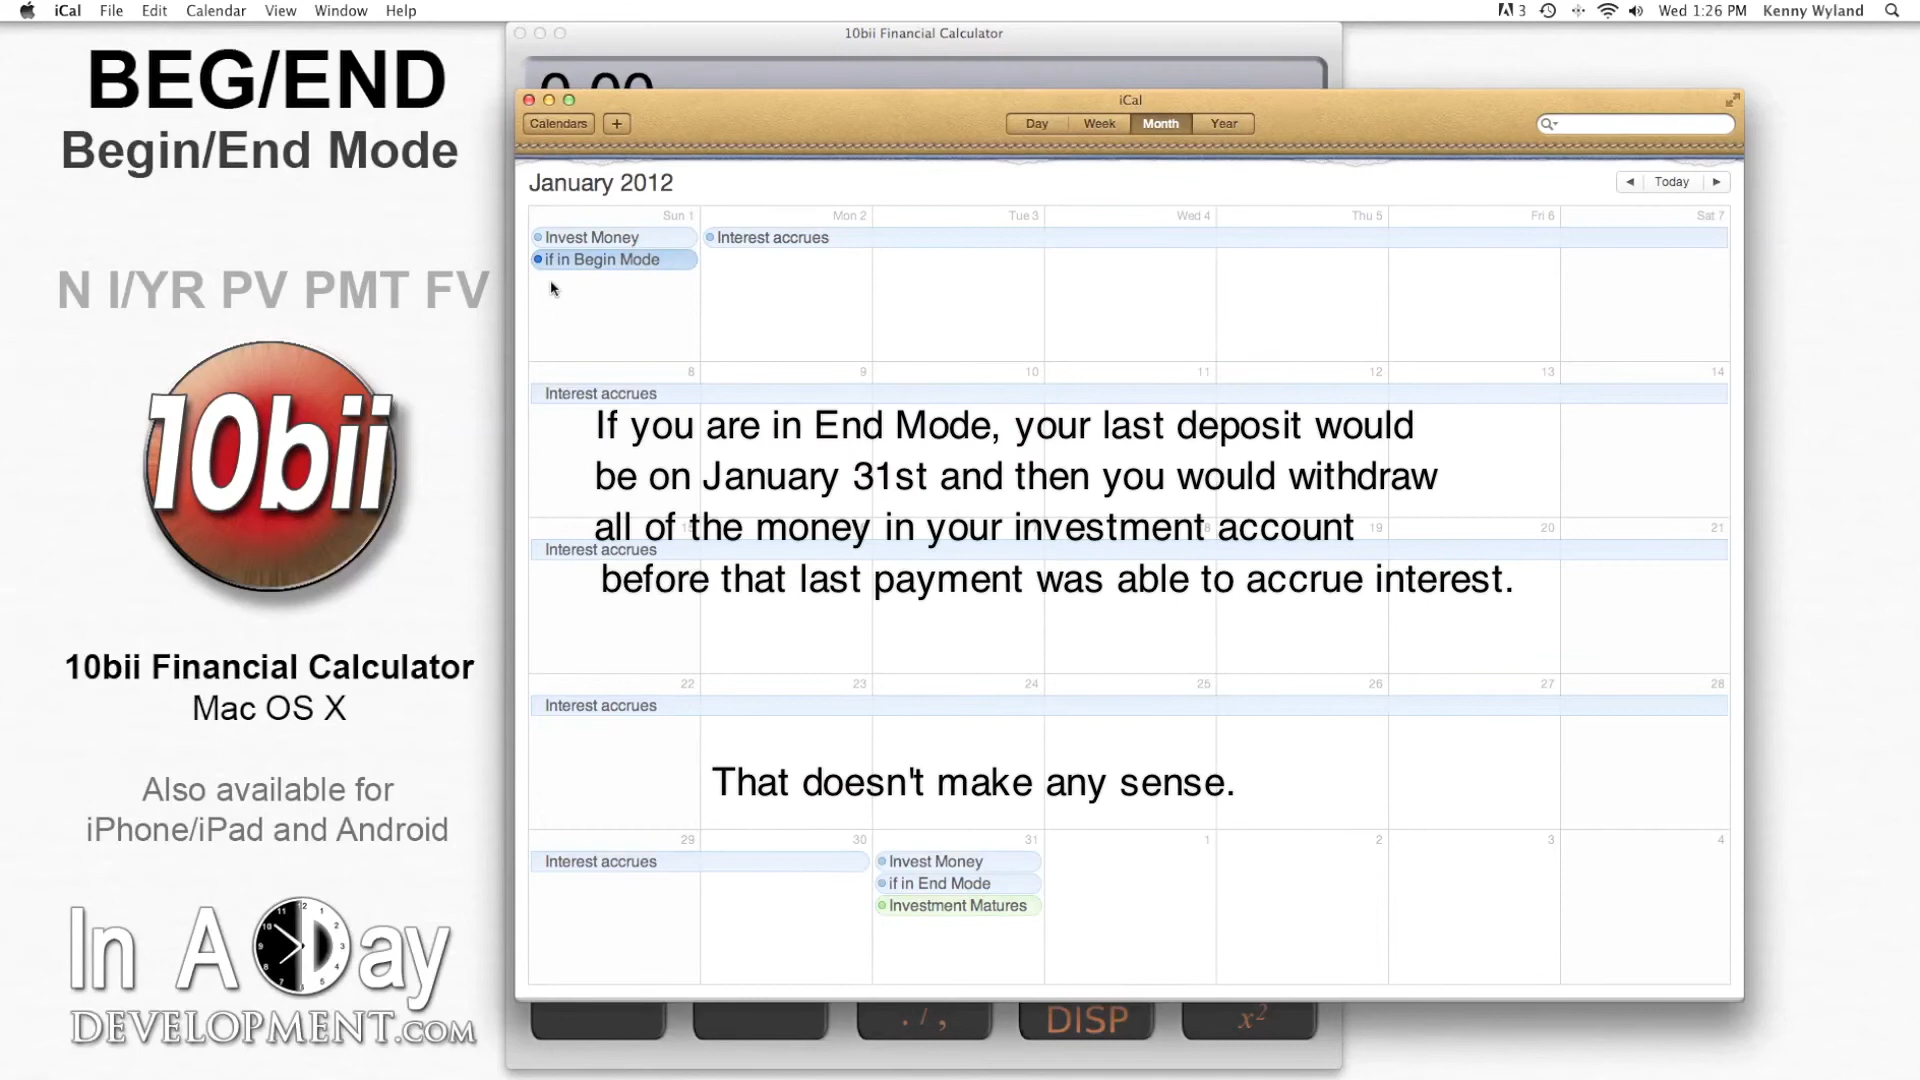 iCal File Edit Calendar View Window Help
3 Wed 1:26 PM Kenny Wyland
BEG/END
Begin/End Mode
N I/YR PV PMT FV
10bii
10bii Financial Calculator
Mac OS X
Also available for
iPhone/iPad and Android
In A Day
DEVELOPMENT.COM
10bii Financial Calculator
0.00
iCal
Calendars + Day Week Month Year
January 2012
Today
Sun 1 Mon 2 Tue 3 Wed 4 Thu 5 Fri 6 Sat 7
Invest Money Interest accrues
if in Begin Mode
8 9 10 11 12 13 14
Interest accrues
If you are in End Mode, your last deposit would
be on January 31st and then you would withdraw
all of the money in your investment account
15 18 19 20 21
Interest accrues
before that last payment was able to accrue interest.
22 23 24 25 26 27 28
Interest accrues
That doesn't make any sense.
29 30 31 1 2 3 4
Interest accrues Invest Money
if in End Mode
Investment Matures
. / , DISP x²